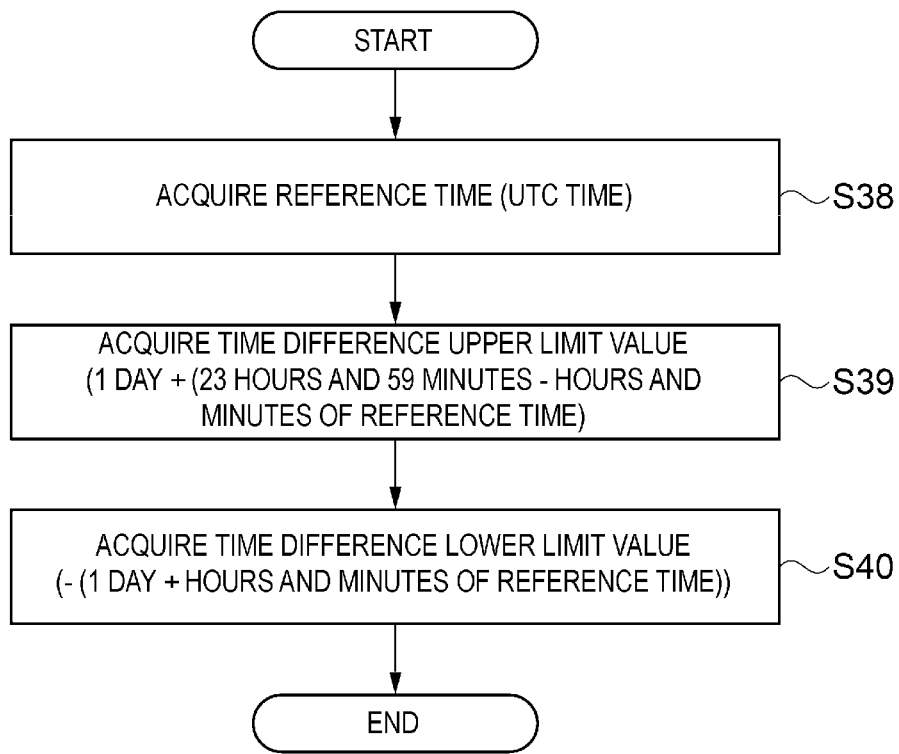 START
ACQUIRE REFERENCE TIME (UTC TIME)
S38
ACQUIRE TIME DIFFERENCE UPPER LIMIT VALUE
(1 DAY + (23 HOURS AND 59 MINUTES - HOURS AND
MINUTES OF REFERENCE TIME)
S39
ACQUIRE TIME DIFFERENCE LOWER LIMIT VALUE
(- (1 DAY + HOURS AND MINUTES OF REFERENCE TIME))
S40
END